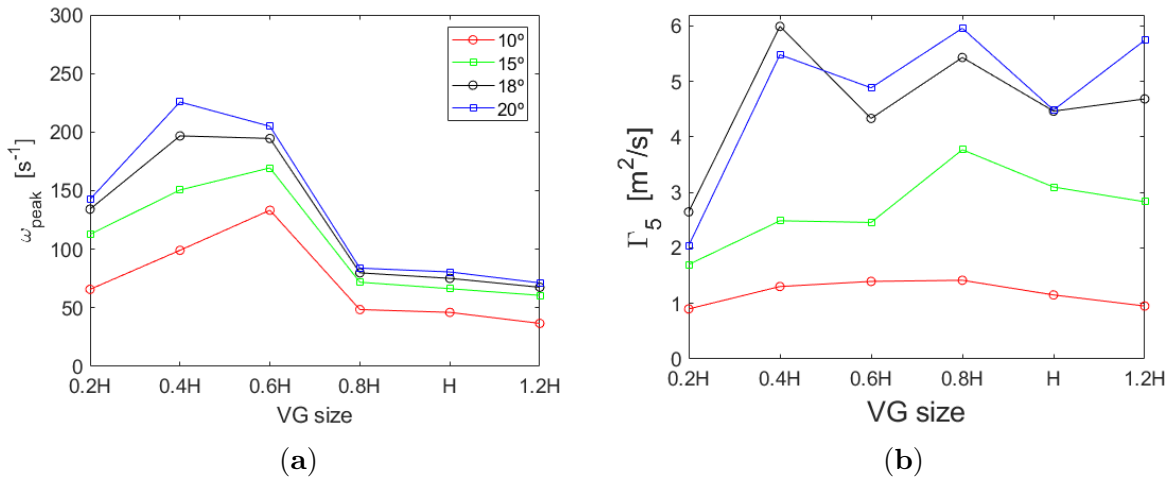 300
250
200
150
100
50
0
ω_peak [s⁻¹]
0.2H 0.4H 0.6H 0.8H H 1.2H
VG size
10º
15º
18º
20º
(a)
6
5
4
3
2
1
0
Γ_5 [m²/s]
0.2H 0.4H 0.6H 0.8H H 1.2H
VG size
(b)